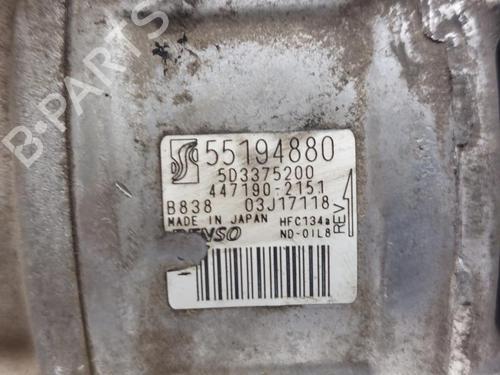 B-PARTS
55194880
5D3375200
447190-2151
B838 03J17118
REV
MADE IN JAPAN HFC134a
DENSO ND-OIL8